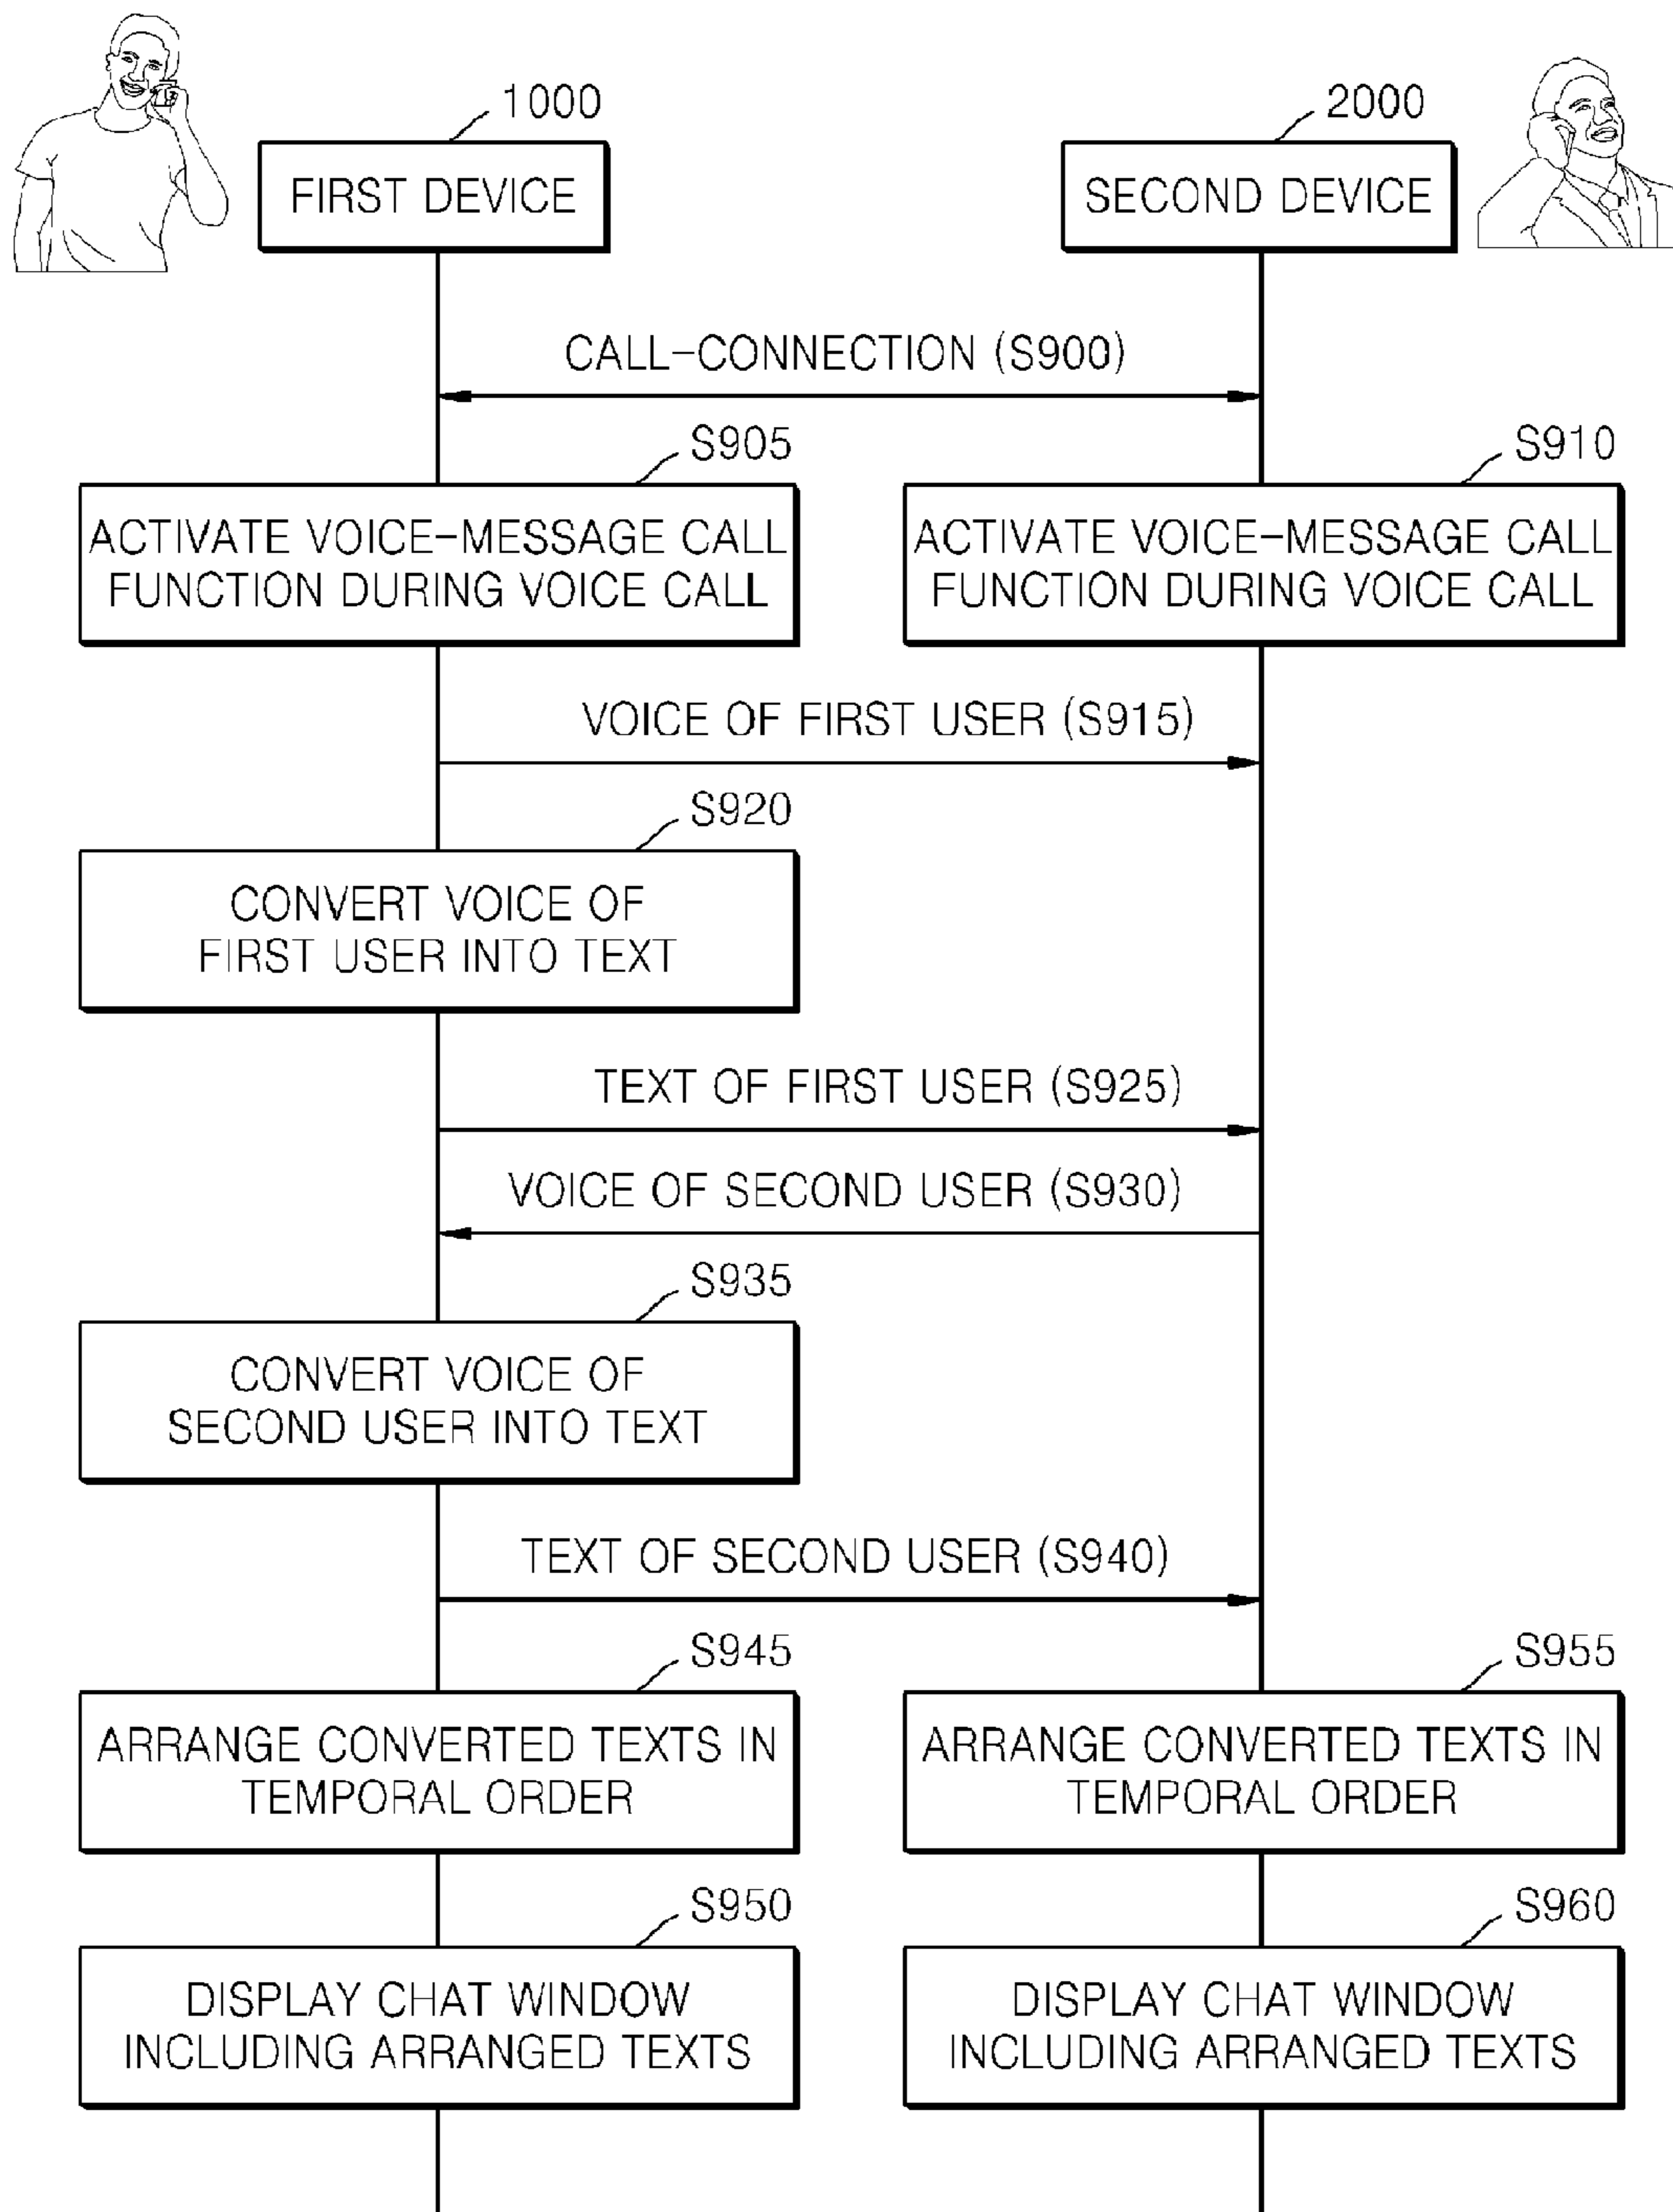 1000
2000
FIRST DEVICE
SECOND DEVICE
CALL-CONNECTION (S900)
S905
S910
ACTIVATE VOICE-MESSAGE CALL
FUNCTION DURING VOICE CALL
ACTIVATE VOICE-MESSAGE CALL
FUNCTION DURING VOICE CALL
VOICE OF FIRST USER (S915)
S920
CONVERT VOICE OF
FIRST USER INTO TEXT
TEXT OF FIRST USER (S925)
VOICE OF SECOND USER (S930)
S935
CONVERT VOICE OF
SECOND USER INTO TEXT
TEXT OF SECOND USER (S940)
S945
S955
ARRANGE CONVERTED TEXTS IN
TEMPORAL ORDER
ARRANGE CONVERTED TEXTS IN
TEMPORAL ORDER
S950
S960
DISPLAY CHAT WINDOW
INCLUDING ARRANGED TEXTS
DISPLAY CHAT WINDOW
INCLUDING ARRANGED TEXTS